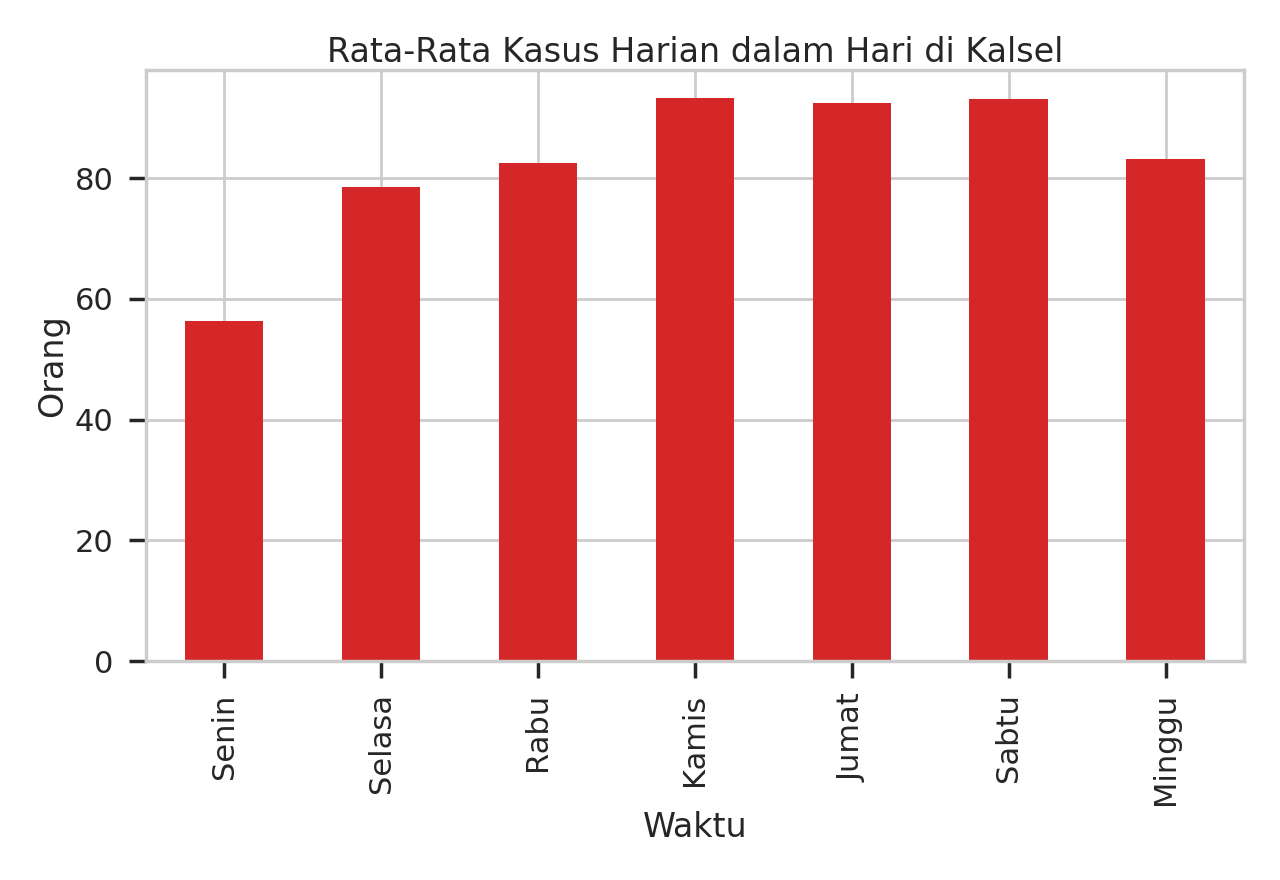 Rata-Rata Kasus Harian dalam Hari di Kalsel
80
60
40
20
0
Orang
Senin
Selasa
Rabu
Kamis
Jumat
Sabtu
Minggu
Waktu